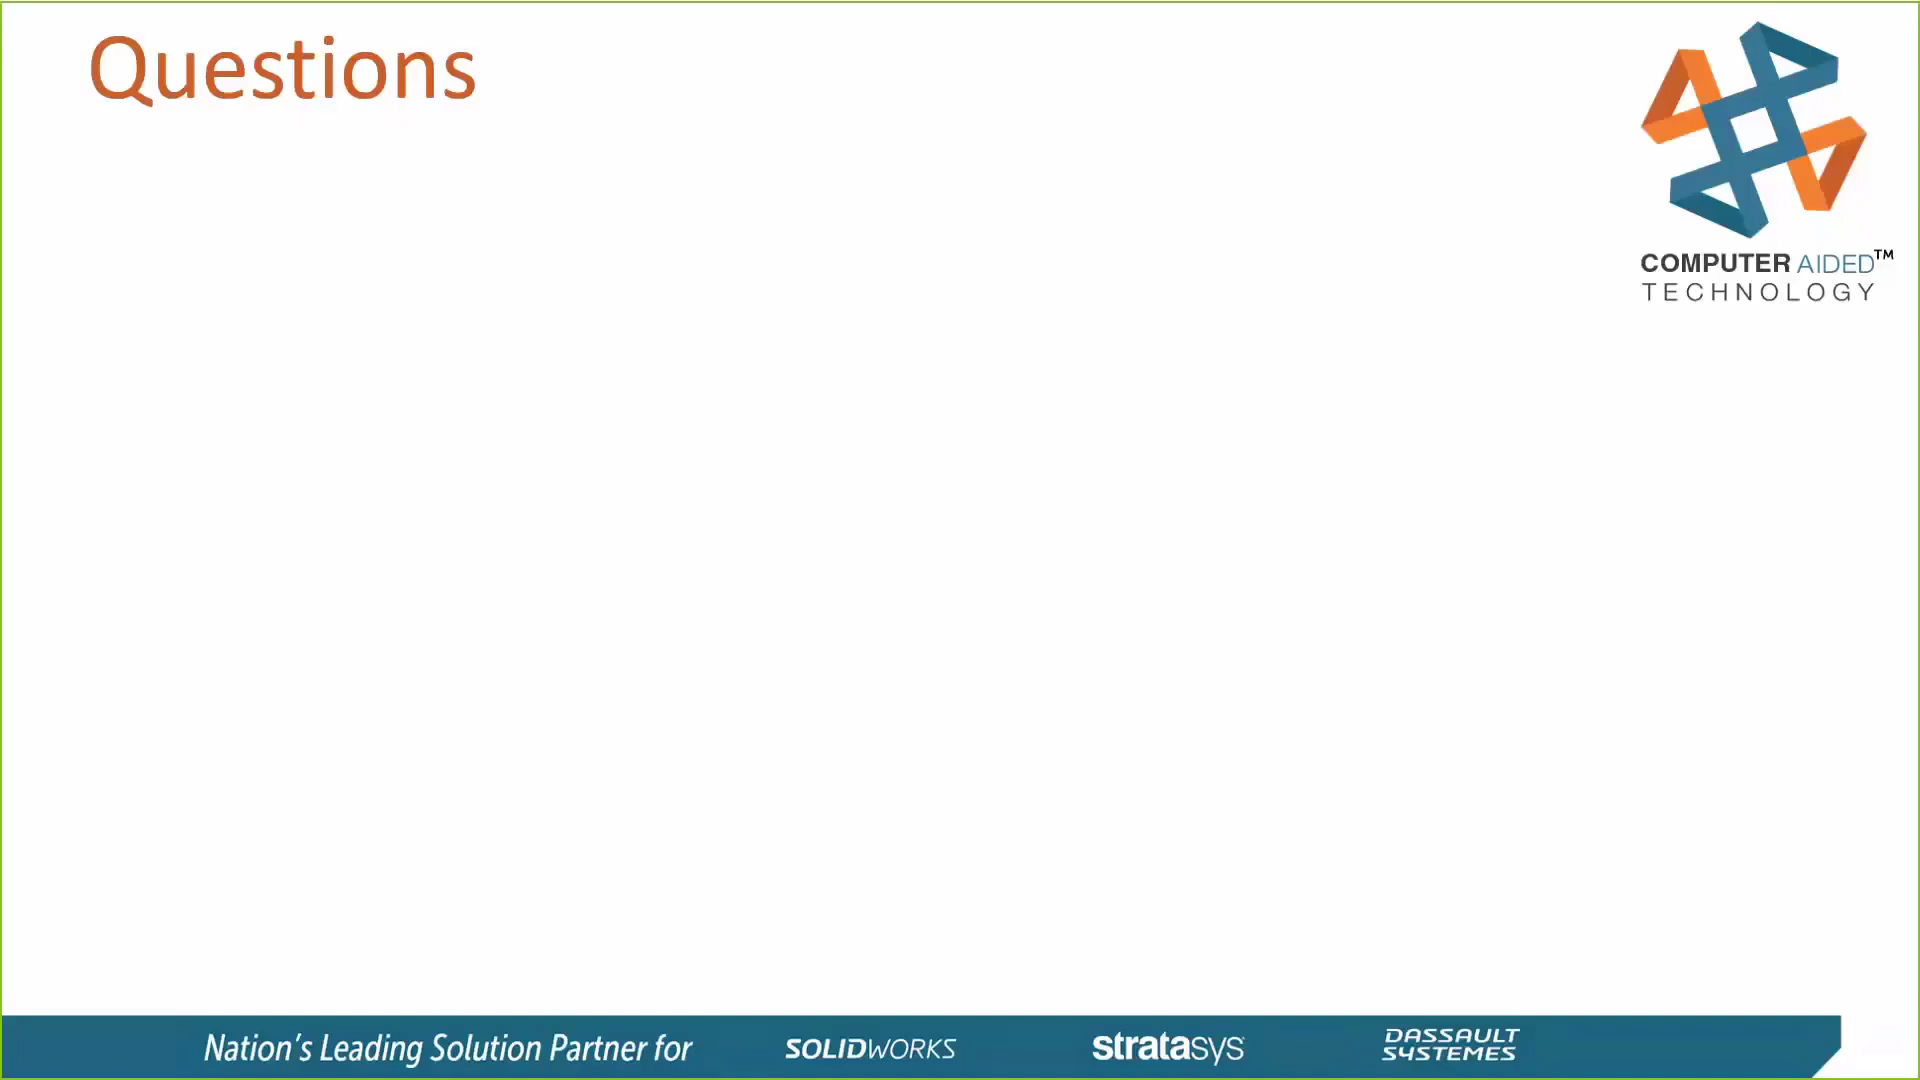 Questions
COMPUTER AIDED™
TECHNOLOGY
Nation's Leading Solution Partner for
SOLIDWORKS
stratasys
DASSAULT
SYSTEMES